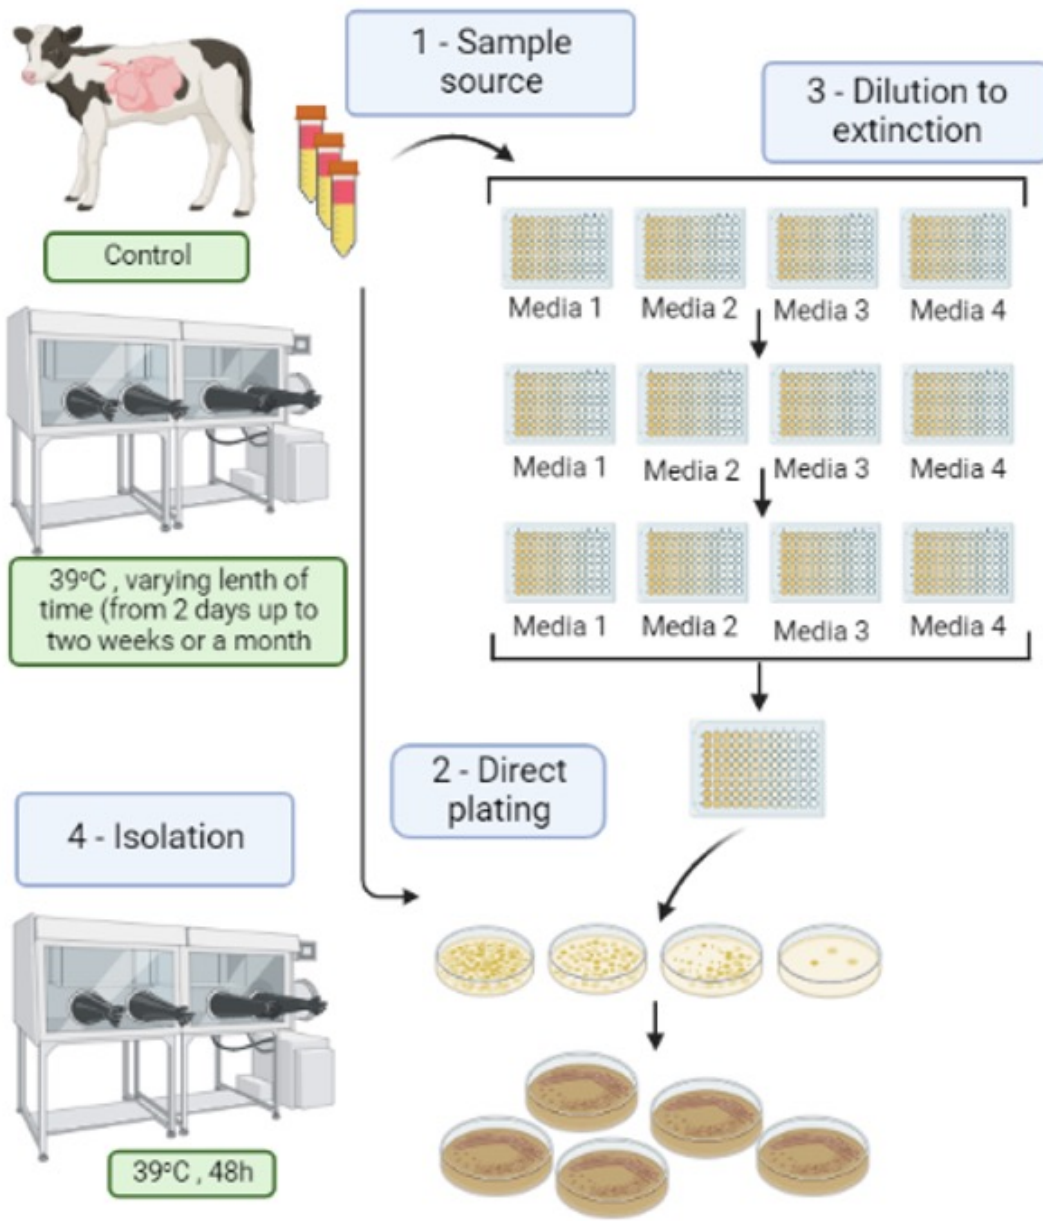 1 - Sample
source
3 - Dilution to
extinction
Control
Media 1 Media 2 Media 3 Media 4
Media 1 Media 2 Media 3 Media 4
39ºC , varying lenth of
time (from 2 days up to
two weeks or a month
Media 1 Media 2 Media 3 Media 4
2 - Direct
plating
4 - Isolation
39ºC , 48h